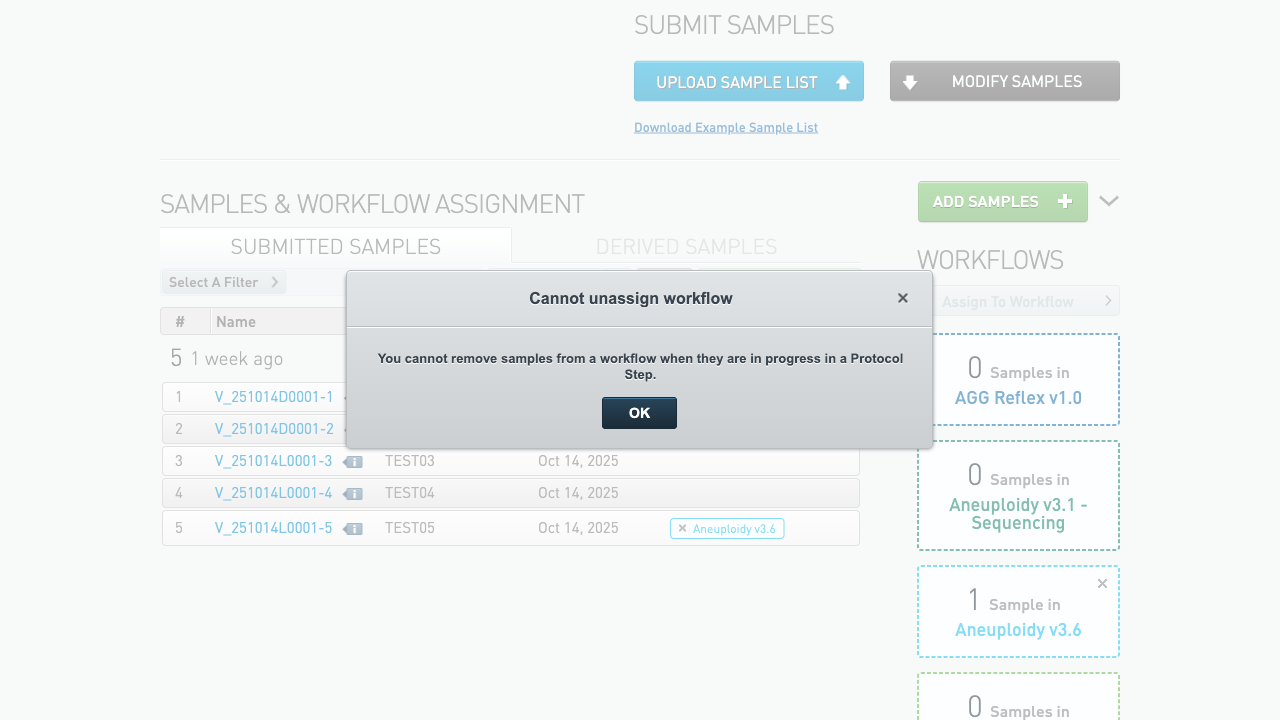 SUBMIT SAMPLES
UPLOAD SAMPLE LIST
MODIFY SAMPLES
Download Example Sample List
SAMPLES & WORKFLOW ASSIGNMENT
ADD SAMPLES
SUBMITTED SAMPLES
DERIVED SAMPLES
WORKFLOWS
Select A Filter
Assign To Workflow
# Name
5 1 week ago
1 V_251014D0001-1
2 V_251014D0001-2
3 V_251014L0001-3 TEST03 Oct 14, 2025
4 V_251014L0001-4 TEST04 Oct 14, 2025
5 V_251014L0001-5 TEST05 Oct 14, 2025 × Aneuploidy v3.6
Cannot unassign workflow ×
You cannot remove samples from a workflow when they are in progress in a Protocol
Step.
OK
0 Samples in
AGG Reflex v1.0
0 Samples in
Aneuploidy v3.1 -
Sequencing
×
1 Sample in
Aneuploidy v3.6
0 Samples in